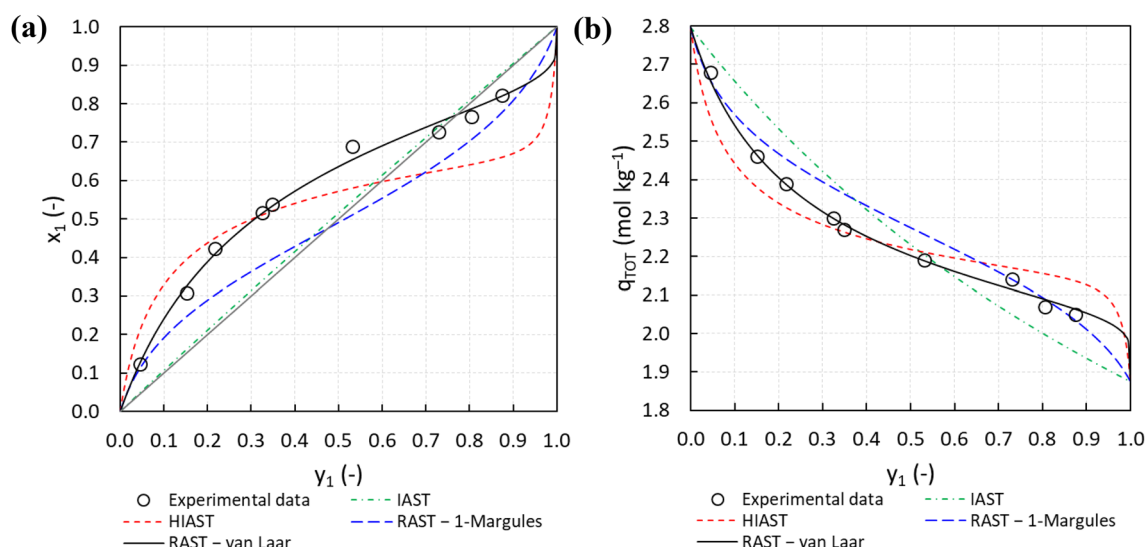 (a)
1.0
0.9
0.8
0.7
0.6
0.5
0.4
0.3
0.2
0.1
0.0
x1 (-)
0.0 0.1 0.2 0.3 0.4 0.5 0.6 0.7 0.8 0.9 1.0
y1 (-)
Experimental data IAST
HIAST RAST – 1-Margules
RAST – van Laar
(b)
2.8
2.7
2.6
2.5
2.4
2.3
2.2
2.1
2.0
1.9
1.8
qTOT (mol kg−1)
0.0 0.1 0.2 0.3 0.4 0.5 0.6 0.7 0.8 0.9 1.0
y1 (-)
Experimental data IAST
HIAST RAST – 1-Margules
RAST – van Laar